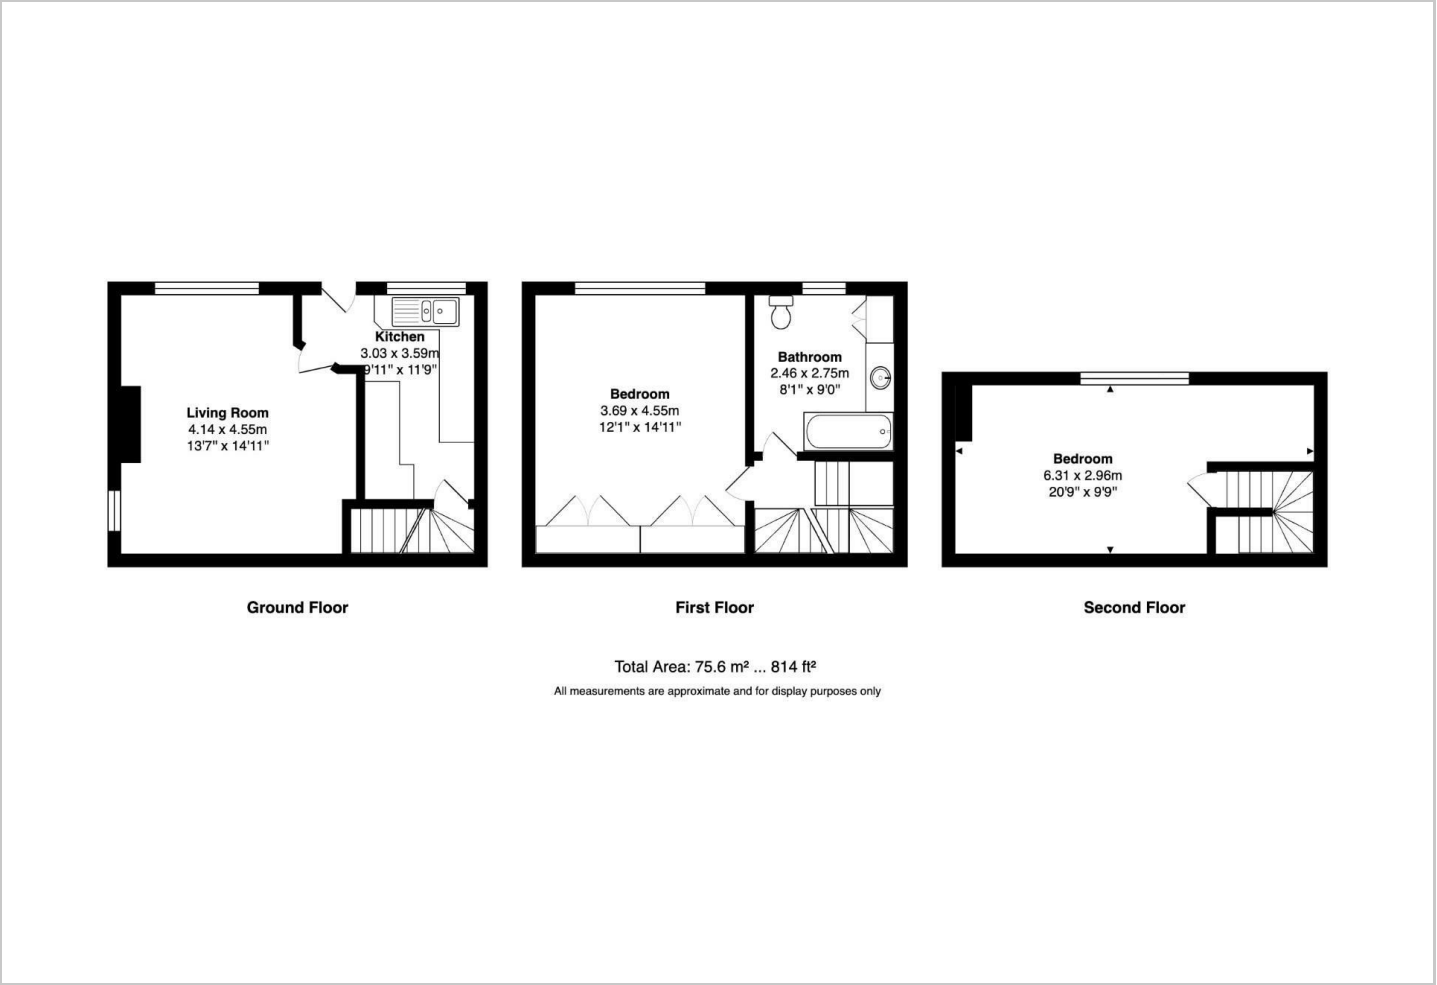 Kitchen
3.03 x 3.59m
9'11" x 11'9"
Living Room
4.14 x 4.55m
13'7" x 14'11"
Ground Floor
Bedroom
3.69 x 4.55m
12'1" x 14'11"
Bathroom
2.46 x 2.75m
8'1" x 9'0"
First Floor
Bedroom
6.31 x 2.96m
20'9" x 9'9"
Second Floor
Total Area: 75.6 m² ... 814 ft²
All measurements are approximate and for display purposes only